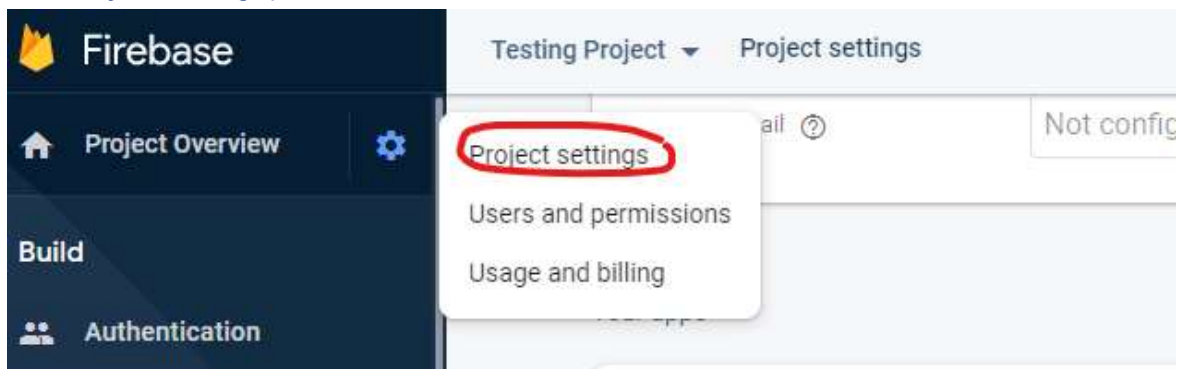 Firebase
Testing Project Project settings
Project Overview
ail
Not config
Project settings
Users and permissions
Build
Usage and billing
Authentication